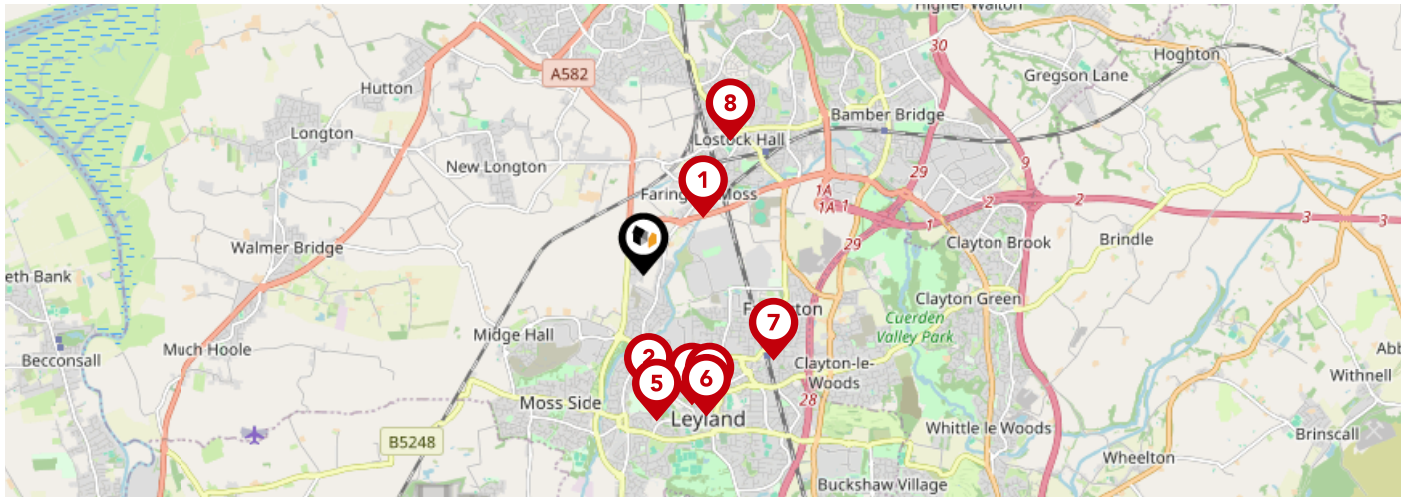 Higher Walton
30
Hoghton
A582
Gregson Lane
Hutton
8
Bamber Bridge
Longton
Lostock Hall
New Longton
9
29
1
Moss
1A
1A
1
2
2
1
3
3
Walmer Bridge
29
Clayton Brook
Brindle
eth Bank
Clayton Green
7
Cuerden
Valley Park
Midge Hall
Much Hoole
Becconsall
2
Clayton-le-
Woods
Abb
Withnell
5
6
28
Moss Side
Leyland
B5248
Whittle le Woods
Brinscall
Wheelton
Buckshaw Village